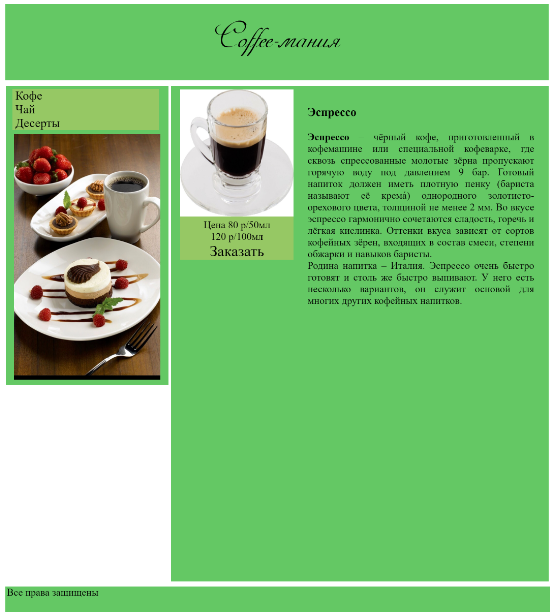 Coffee-мания
Кофе
Чай
Десерты
Цена 80 р/50мл
120 р/100мл
Заказать
Эспрессо
Эспрессо чёрный кофе, приготовленный в
кофемашине или специальной кофеварке, где
сквозь спрессованные молотые зёрна пропускают
горячую воду под давлением 9 бар. Готовый
напиток должен иметь плотную пенку (бариста
называют её крема) однородного золотисто-
орехового цвета, толщиной не менее 2 мм. Во вкусе
эспрессо гармонично сочетаются сладость, горечь и
лёгкая кислинка. Оттенки вкуса зависят от сортов
кофейных зёрен, входящих в состав смеси, степени
обжарки и навыков баристы.
Родина напитка – Италия. Эспрессо очень быстро
готовят и столь же быстро выпивают. У него есть
несколько вариантов, он служит основой для
многих других кофейных напитков.
Все права защищены